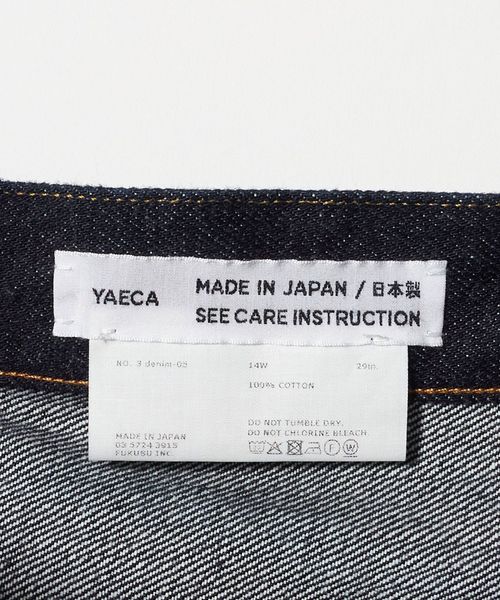 YAECA
MADE IN JAPAN / 日本製
SEE CARE INSTRUCTION
NO. 3 denim-05 14W 29in.
100% COTTON
DO NOT TUMBLE DRY.
DO NOT CHLORINE BLEACH.
MADE IN JAPAN
03 5724 3915
FUKUSU INC.